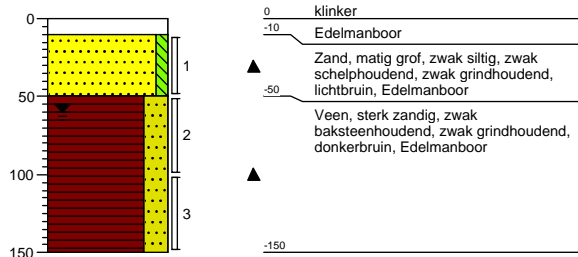 0
50
100
150
1
2
3
0
klinker
-10
Edelmanboor
Zand, matig grof, zwak siltig, zwak
schelphoudend, zwak grindhoudend,
lichtbruin, Edelmanboor
-50
Veen, sterk zandig, zwak
baksteenhoudend, zwak grindhoudend,
donkerbruin, Edelmanboor
-150